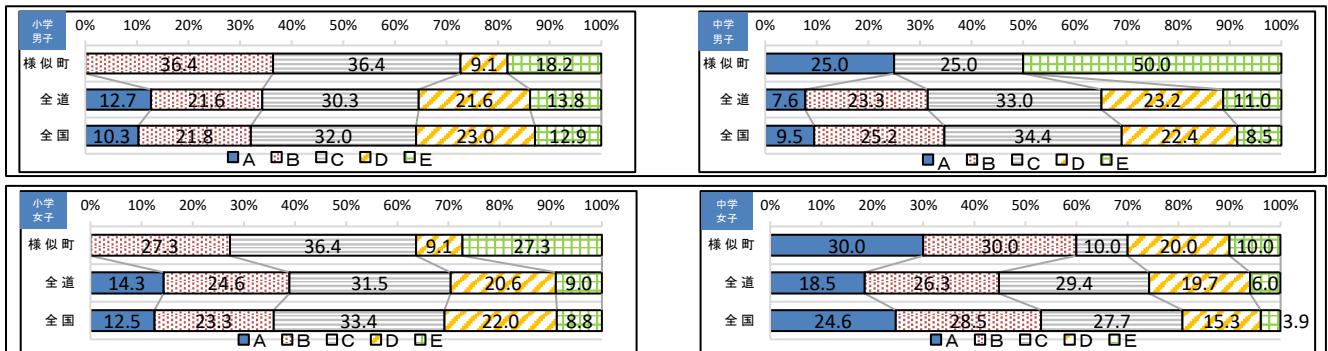 小学
男子
0% 10% 20% 30% 40% 50% 60% 70% 80% 90% 100%
様似町 36.4 36.4 9.1 18.2
全道 12.7 21.6 30.3 21.6 13.8
全国 10.3 21.8 32.0 23.0 12.9
A B C D E
中学
男子
0% 10% 20% 30% 40% 50% 60% 70% 80% 90% 100%
様似町 25.0 25.0 50.0
全道 7.6 23.3 33.0 23.2 11.0
全国 9.5 25.2 34.4 22.4 8.5
A B C D E
小学
女子
0% 10% 20% 30% 40% 50% 60% 70% 80% 90% 100%
様似町 27.3 36.4 9.1 27.3
全道 14.3 24.6 31.5 20.6 9.0
全国 12.5 23.3 33.4 22.0 8.8
A B C D E
中学
女子
0% 10% 20% 30% 40% 50% 60% 70% 80% 90% 100%
様似町 30.0 30.0 10.0 20.0 10.0
全道 18.5 26.3 29.4 19.7 6.0
全国 24.6 28.5 27.7 15.3 3.9
A B C D E